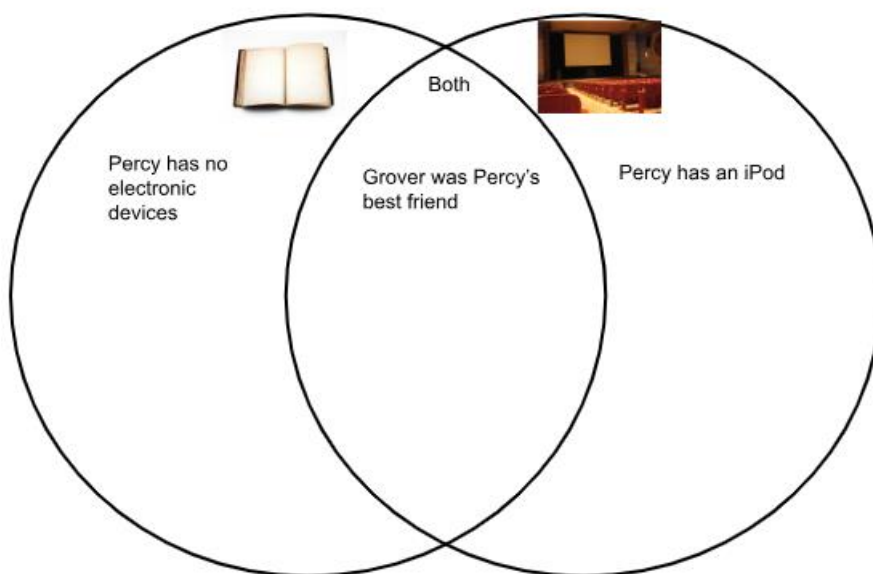 Both
Percy has no
electronic
devices
Grover was Percy's
best friend
Percy has an iPod